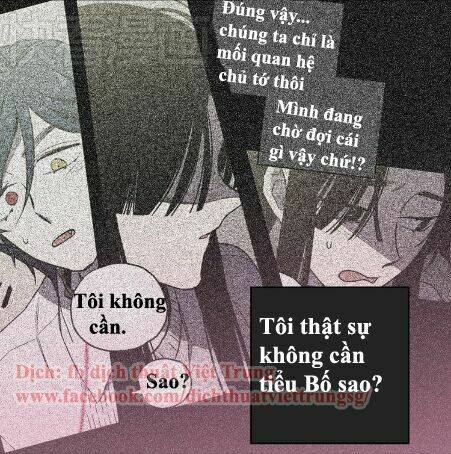 Đúng vậy...
chúng ta chỉ là
mối quan hệ
chủ tớ thôi
Mình đang
chờ đợi cái
gì vậy chứ!?
Tôi không
cần.
Sao?
Tôi thật sự
không cần
tiểu Bố sao?
Dịch: fb dịch thuật Việt Trung
www.facebook.com/dichthuatviettrungsg/